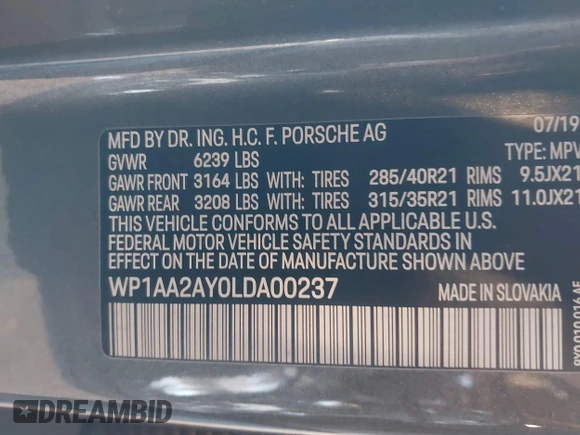 07/19
MFD BY DR. ING. H.C. F. PORSCHE AG
GVWR 6239 LBS TYPE: MPV
GAWR FRONT 3164 LBS WITH: TIRES 285/40R21 RIMS 9.5JX21
GAWR REAR 3208 LBS WITH: TIRES 315/35R21 RIMS 11.0JX21
THIS VEHICLE CONFORMS TO ALL APPLICABLE U.S.
FEDERAL MOTOR VEHICLE SAFETY STANDARDS IN
EFFECT ON THE DATE OF MANUFACTURE SHOWN ABOVE
WP1AA2AY0LDA00237 MADE IN SLOVAKIA
DREAMBID